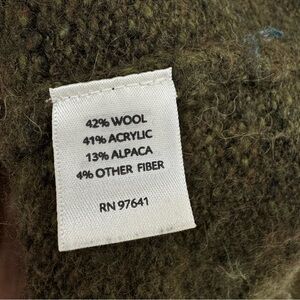 42% WOOL
41% ACRYLIC
13% ALPACA
4% OTHER FIBER
RN 97641